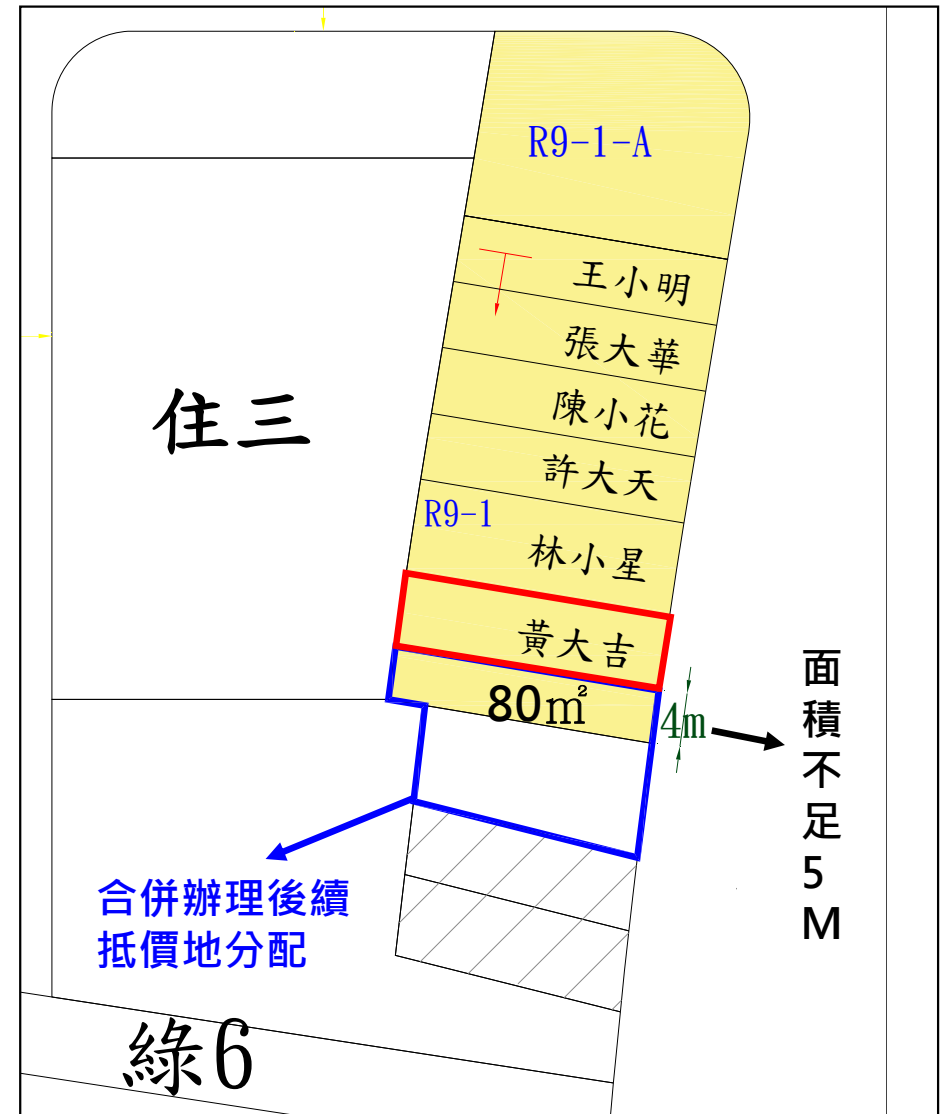 R9-1-A
王小明
張大華
陳小花
許大天
住三
R9-1
林小星
黃大吉
80㎡
4m
面積不足5M
合併辦理後續
抵價地分配
綠6